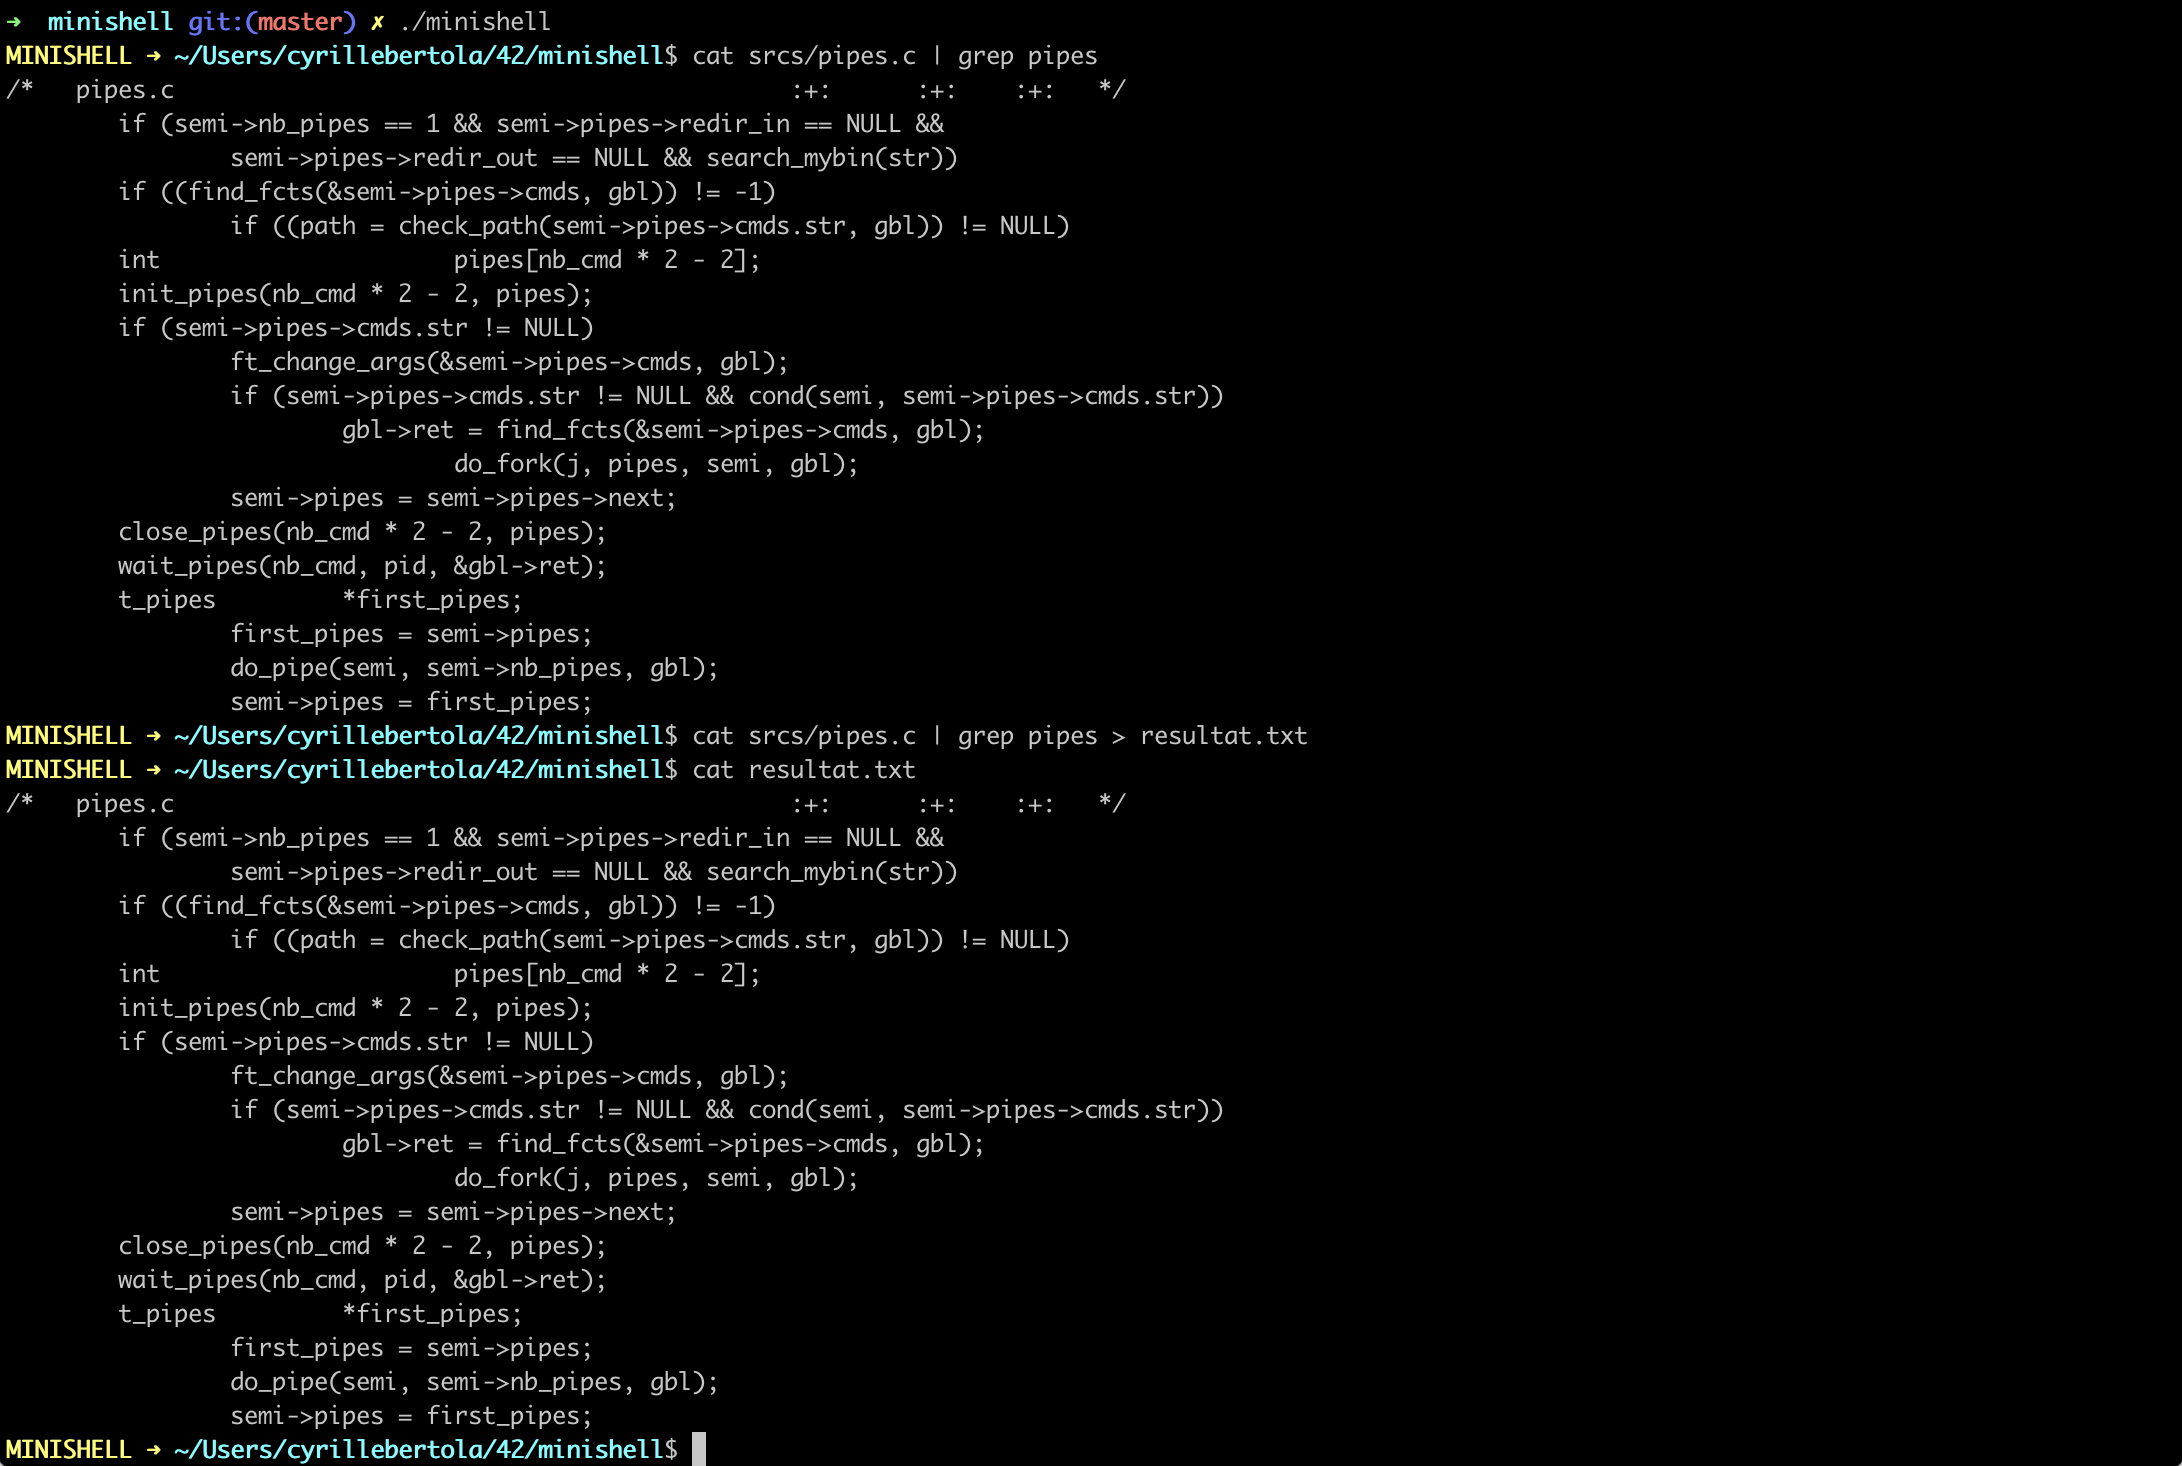 ➜  minishell git:(master) ✗ ./minishell
MINISHELL ➜ ~/Users/cyrillebertola/42/minishell$ cat srcs/pipes.c | grep pipes
/*   pipes.c                                            :+:      :+:    :+:   */
        if (semi->nb_pipes == 1 && semi->pipes->redir_in == NULL &&
                semi->pipes->redir_out == NULL && search_mybin(str))
        if ((find_fcts(&semi->pipes->cmds, gbl)) != -1)
                if ((path = check_path(semi->pipes->cmds.str, gbl)) != NULL)
        int                     pipes[nb_cmd * 2 - 2];
        init_pipes(nb_cmd * 2 - 2, pipes);
        if (semi->pipes->cmds.str != NULL)
                ft_change_args(&semi->pipes->cmds, gbl);
                if (semi->pipes->cmds.str != NULL && cond(semi, semi->pipes->cmds.str))
                        gbl->ret = find_fcts(&semi->pipes->cmds, gbl);
                                do_fork(j, pipes, semi, gbl);
                semi->pipes = semi->pipes->next;
        close_pipes(nb_cmd * 2 - 2, pipes);
        wait_pipes(nb_cmd, pid, &gbl->ret);
        t_pipes         *first_pipes;
                first_pipes = semi->pipes;
                do_pipe(semi, semi->nb_pipes, gbl);
                semi->pipes = first_pipes;
MINISHELL ➜ ~/Users/cyrillebertola/42/minishell$ cat srcs/pipes.c | grep pipes > resultat.txt
MINISHELL ➜ ~/Users/cyrillebertola/42/minishell$ cat resultat.txt
/*   pipes.c                                            :+:      :+:    :+:   */
        if (semi->nb_pipes == 1 && semi->pipes->redir_in == NULL &&
                semi->pipes->redir_out == NULL && search_mybin(str))
        if ((find_fcts(&semi->pipes->cmds, gbl)) != -1)
                if ((path = check_path(semi->pipes->cmds.str, gbl)) != NULL)
        int                     pipes[nb_cmd * 2 - 2];
        init_pipes(nb_cmd * 2 - 2, pipes);
        if (semi->pipes->cmds.str != NULL)
                ft_change_args(&semi->pipes->cmds, gbl);
                if (semi->pipes->cmds.str != NULL && cond(semi, semi->pipes->cmds.str))
                        gbl->ret = find_fcts(&semi->pipes->cmds, gbl);
                                do_fork(j, pipes, semi, gbl);
                semi->pipes = semi->pipes->next;
        close_pipes(nb_cmd * 2 - 2, pipes);
        wait_pipes(nb_cmd, pid, &gbl->ret);
        t_pipes         *first_pipes;
                first_pipes = semi->pipes;
                do_pipe(semi, semi->nb_pipes, gbl);
                semi->pipes = first_pipes;
MINISHELL ➜ ~/Users/cyrillebertola/42/minishell$